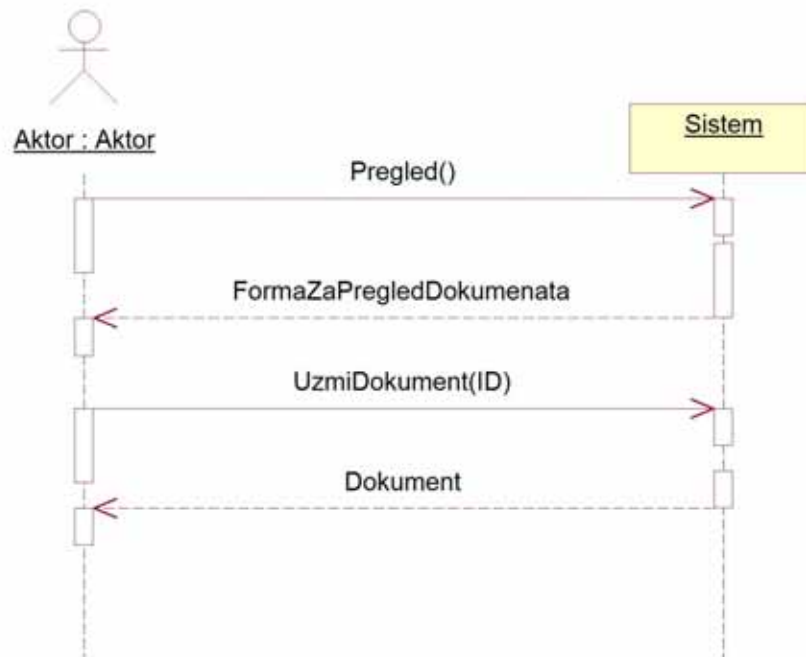 Aktor : Aktor
Sistem
Pregled()
FormaZaPregledDokumenata
UzmiDokument(ID)
Dokument